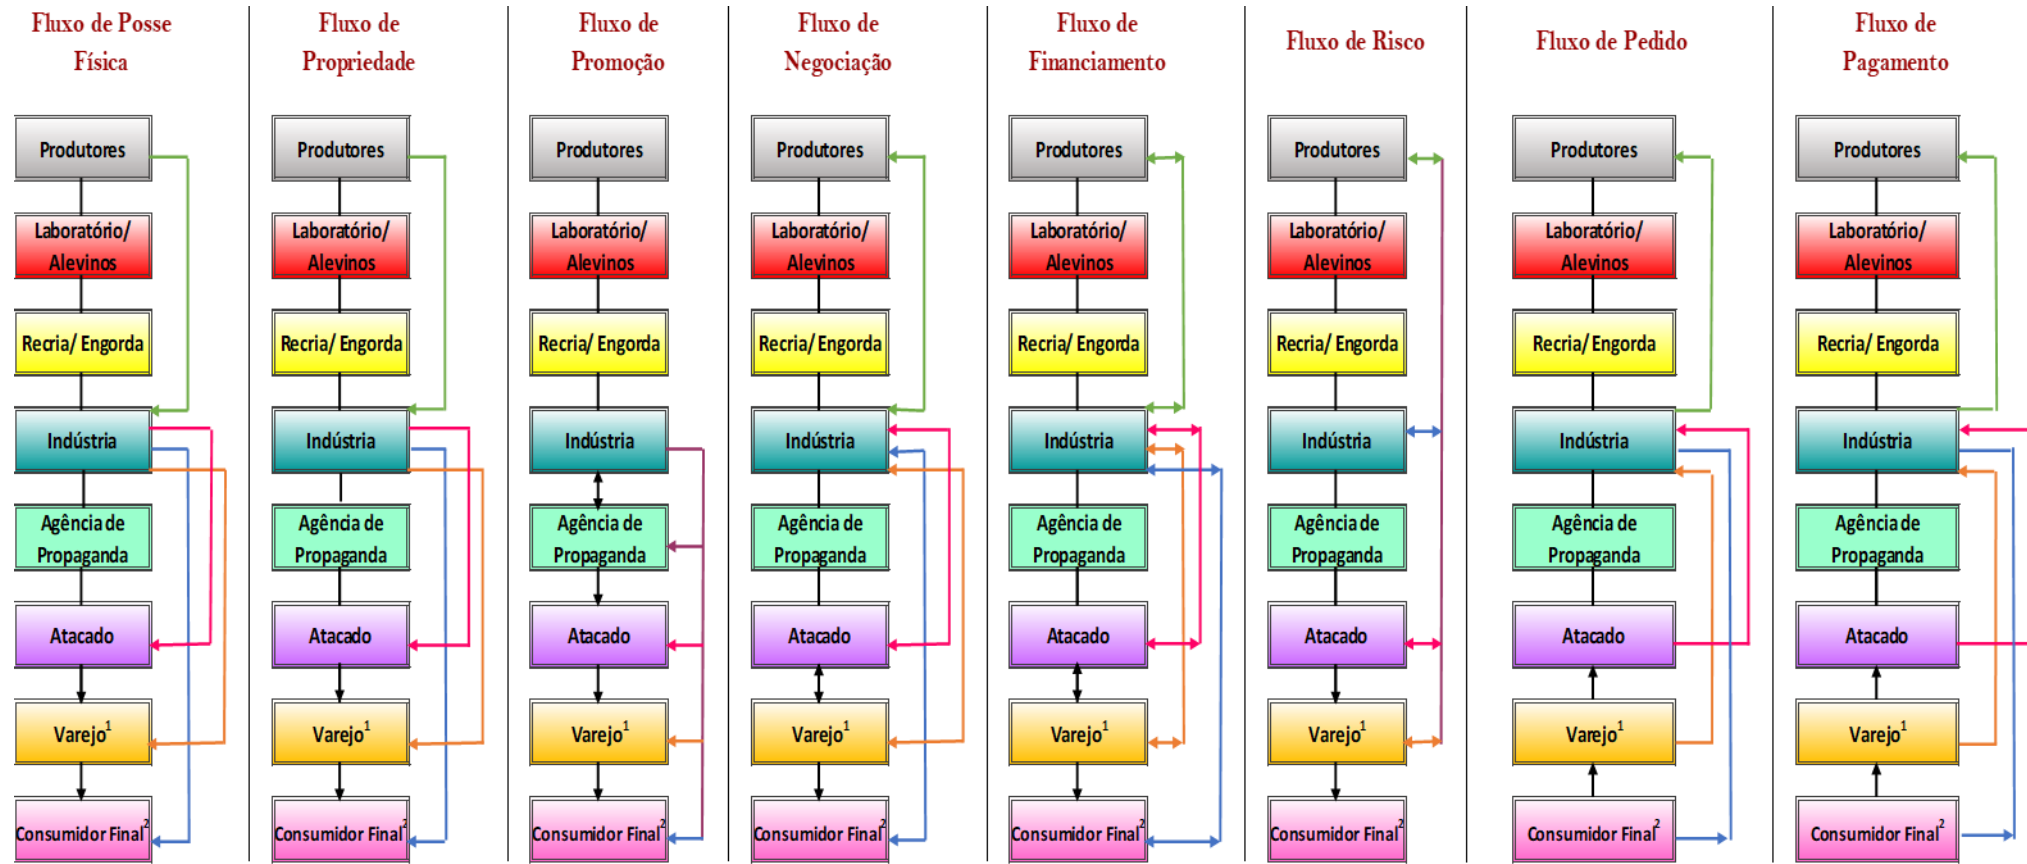 Fluxo de Posse
Física
Produtores
Laboratório/
Alevinos
Recria/ Engorda
Indústria
Agência de
Propaganda
Atacado
Varejo¹
Consumidor Final²
Fluxo de
Propriedade
Produtores
Laboratório/
Alevinos
Recria/ Engorda
Indústria
Agência de
Propaganda
Atacado
Varejo¹
Consumidor Final²
Fluxo de
Promoção
Produtores
Laboratório/
Alevinos
Recria/ Engorda
Indústria
Agência de
Propaganda
Atacado
Varejo¹
Consumidor Final²
Fluxo de
Negociação
Produtores
Laboratório/
Alevinos
Recria/ Engorda
Indústria
Agência de
Propaganda
Atacado
Varejo¹
Consumidor Final²
Fluxo de
Financiamento
Produtores
Laboratório/
Alevinos
Recria/ Engorda
Indústria
Agência de
Propaganda
Atacado
Varejo¹
Consumidor Final²
Fluxo de Risco
Produtores
Laboratório/
Alevinos
Recria/ Engorda
Indústria
Agência de
Propaganda
Atacado
Varejo¹
Consumidor Final²
Fluxo de Pedido
Produtores
Laboratório/
Alevinos
Recria/ Engorda
Indústria
Agência de
Propaganda
Atacado
Varejo¹
Consumidor Final²
Fluxo de
Pagamento
Produtores
Laboratório/
Alevinos
Recria/ Engorda
Indústria
Agência de
Propaganda
Atacado
Varejo¹
Consumidor Final²